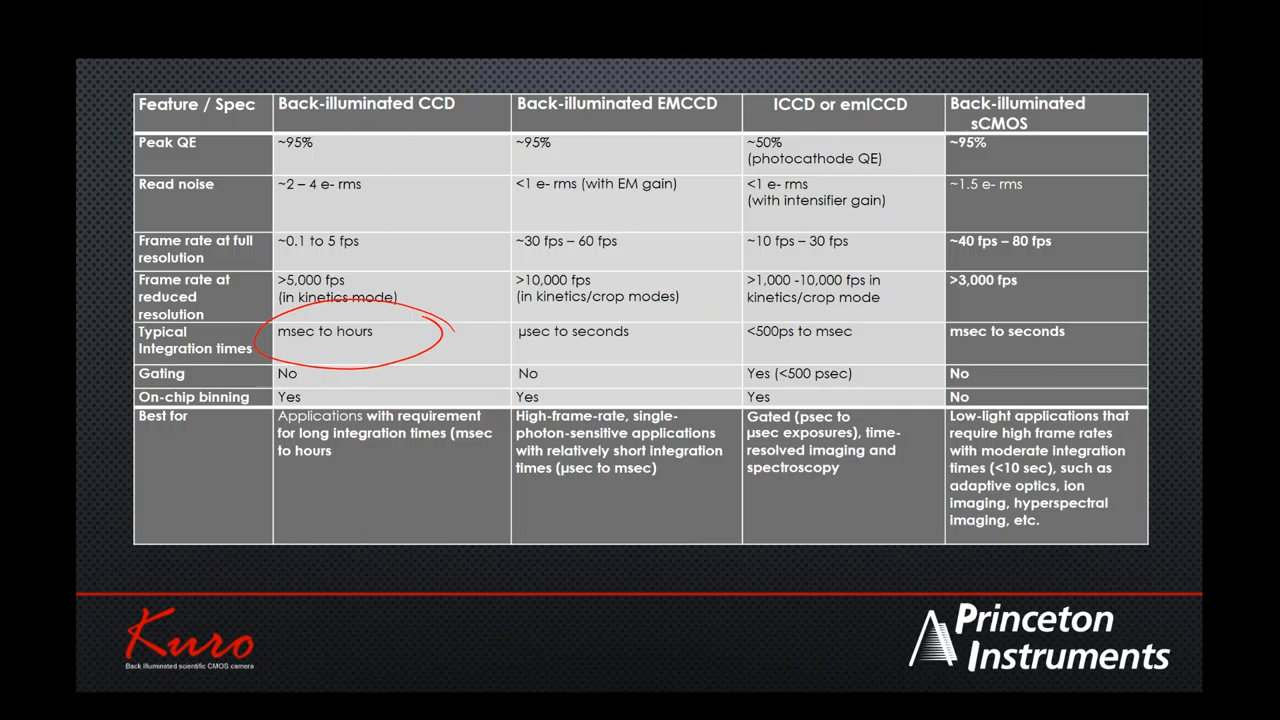 Feature / Spec
Back-illuminated CCD
Back-illuminated EMCCD
ICCD or emICCD
Back-illuminated
sCMOS
Peak QE
~95%
~95%
~50%
(photocathode QE)
~95%
Read noise
~2 – 4 e- rms
<1 e- rms (with EM gain)
<1 e- rms
(with intensifier gain)
~1.5 e- rms
Frame rate at full
resolution
~0.1 to 5 fps
~30 fps – 60 fps
~10 fps – 30 fps
~40 fps – 80 fps
Frame rate at
reduced
resolution
>5,000 fps
(in kinetics mode)
>10,000 fps
(in kinetics/crop modes)
>1,000 -10,000 fps in
kinetics/crop mode
>3,000 fps
Typical
Integration times
msec to hours
µsec to seconds
<500ps to msec
msec to seconds
Gating
No
No
Yes (<500 psec)
No
On-chip binning
Yes
Yes
Yes
No
Best for
Applications with requirement
for long integration times (msec
to hours
High-frame-rate, single-
photon-sensitive applications
with relatively short integration
times (µsec to msec)
Gated (psec to
µsec exposures), time-
resolved imaging and
spectroscopy
Low-light applications that
require high frame rates
with moderate integration
times (<10 sec), such as
adaptive optics, ion
imaging, hyperspectral
imaging, etc.
Kuro
Back Illuminated scientific CMOS camera
Princeton
Instruments